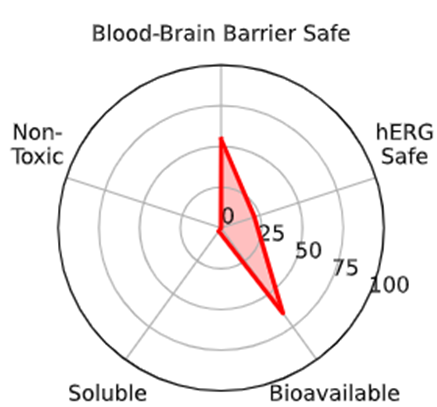 Blood-Brain Barrier Safe
Non-
Toxic
hERG
Safe
0
25
50
75
100
Soluble
Bioavailable